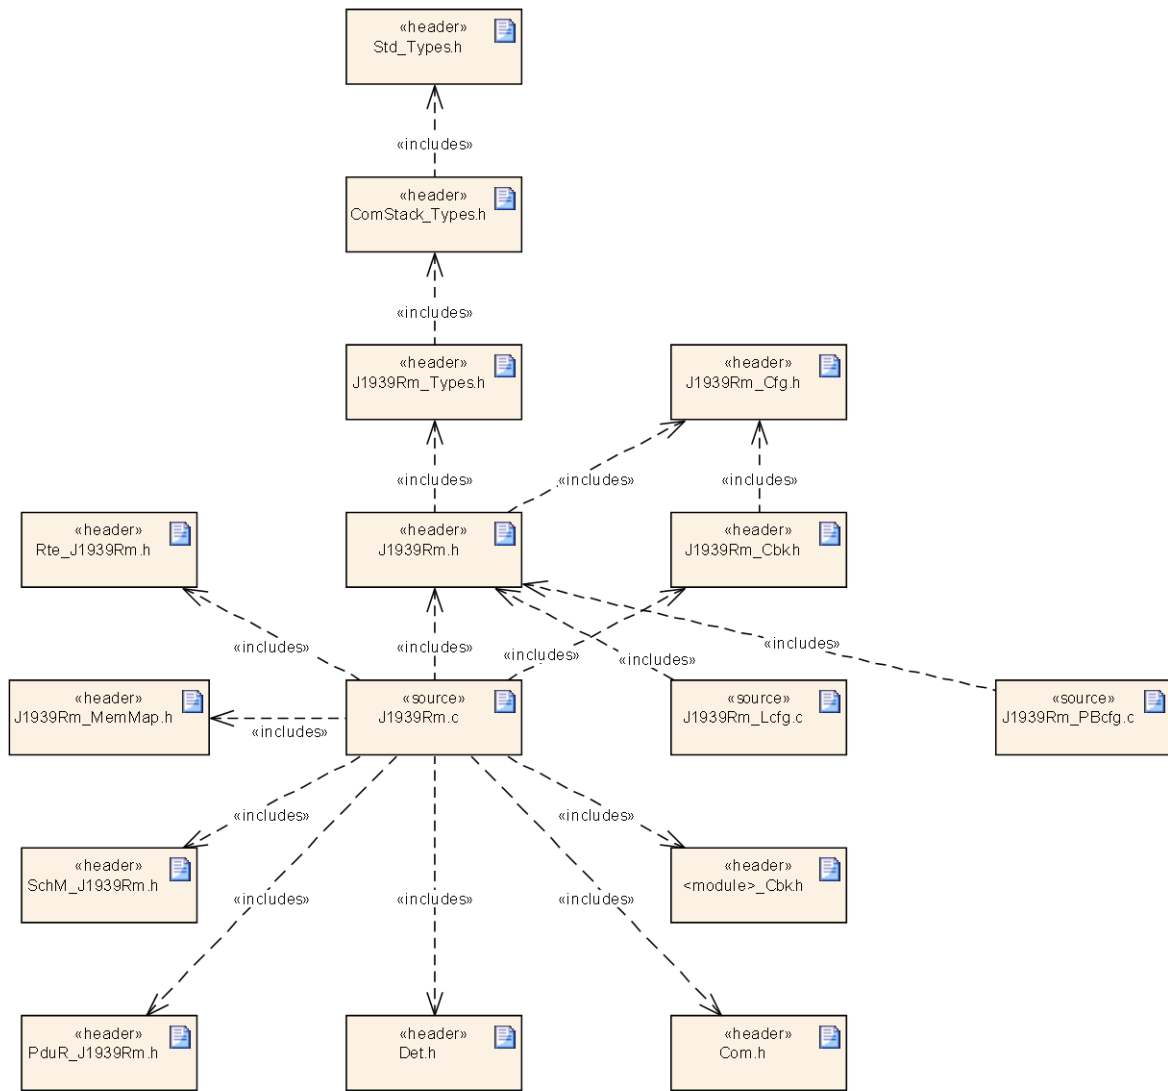 «header»
Std_Types.h
«includes»
«header»
ComStack_Types.h
«includes»
«header»
J1939Rm_Types.h
«header»
J1939Rm_Cfg.h
«includes»
«includes»
«includes»
«header»
Rte_J1939Rm.h
«header»
J1939Rm.h
«header»
J1939Rm_Cbk.h
«includes»
«includes»
«includes»
«includes»
«includes»
«header»
J1939Rm_MemMap.h
«source»
J1939Rm.c
«source»
J1939Rm_Lcfg.c
«source»
J1939Rm_PBcfg.c
«includes»
«includes»
«includes»
«header»
SchM_J1939Rm.h
«header»
<module>_Cbk.h
«includes»
«includes»
«includes»
«includes»
«header»
PduR_J1939Rm.h
«header»
Det.h
«header»
Com.h